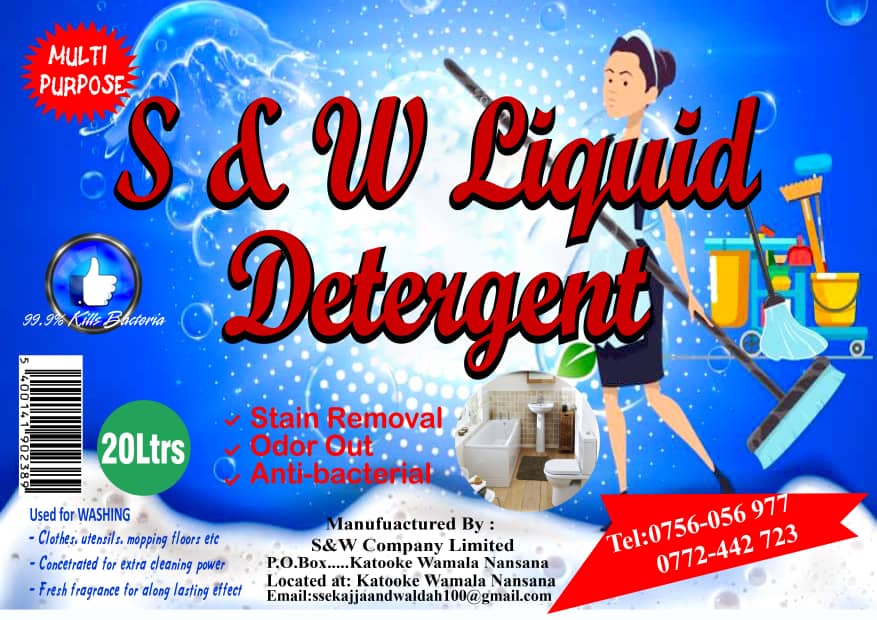 MULTI
PURPOSE
S & W Liquid
Detergent
99.9% Kills Bacteria
5400141902389
20Ltrs
Stain Removal
Odor Out
Anti-bacterial
Used for WASHING
- Clothes, utensils, mopping floors etc
- Concetrated for extra cleaning power
- Fresh fragrance for along lasting effect
Manufuactured By :
S&W Company Limited
P.O.Box.....Katooke Wamala Nansana
Located at: Katooke Wamala Nansana
Email:ssekajjaandwaldah100@gmail.com
Tel:0756-056 977
0772-442 723